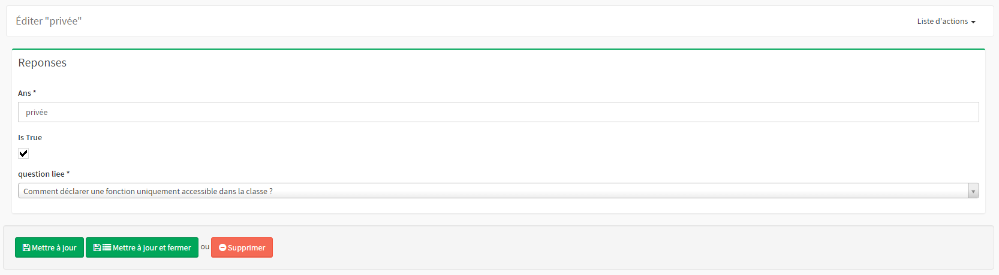 Éditer "privée"
Liste d'actions
Reponses
Ans *
privée
Is True
question liee *
Comment déclarer une fonction uniquement accessible dans la classe ?
Mettre à jour Mettre à jour et fermer ou Supprimer